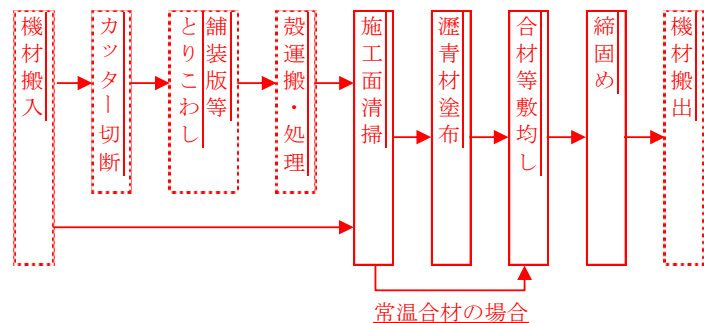 機材搬入
カッター切断
舗装版等
とりこわし
殻運搬・処理
施工面清掃
瀝青材塗布
合材等敷均し
締固め
機材搬出
常温合材の場合